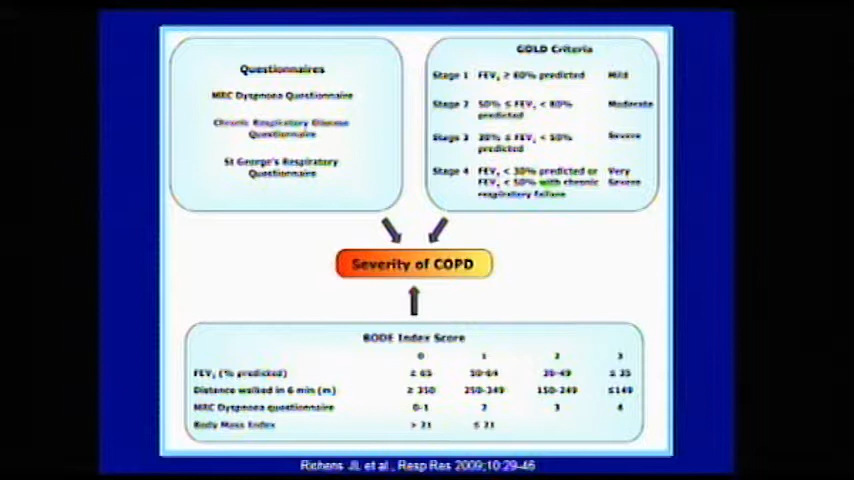 Questionnaires
MRC Dyspnoea Questionnaire
Chronic Respiratory Disease
Questionnaire
St George's Respiratory
Questionnaire
GOLD Criteria
Stage 1 FEV₁ ≥ 80% predicted Mild
Stage 2 50% ≤ FEV₁ < 80% Moderate
predicted
Stage 3 30% ≤ FEV₁ < 50% Severe
predicted
Stage 4 FEV₁ < 30% predicted or Very
FEV₁ < 50% with chronic Severe
respiratory failure
Severity of COPD
BODE Index Score
0 1 2 3
FEV₁ (% predicted) ≥ 65 50-64 36-49 ≤ 35
Distance walked in 6 min (m) ≥ 350 250-349 150-249 ≤149
MRC Dyspnoea questionnaire 0-1 2 3 4
Body Mass Index > 21 ≤ 21
et al., Resp Res 2009;10:29-46